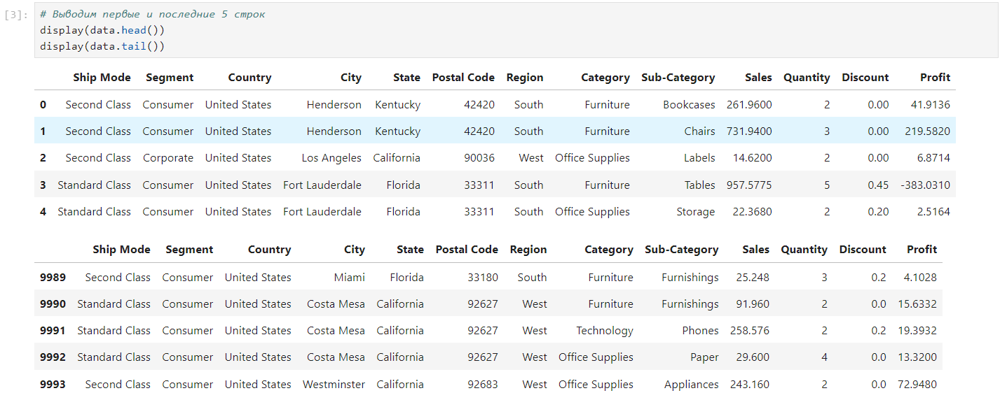 [3]: # Выводим первые и последние 5 строк
display(data.head())
display(data.tail())
Ship Mode Segment Country City State Postal Code Region Category Sub-Category Sales Quantity Discount Profit
0 Second Class Consumer United States Henderson Kentucky 42420 South Furniture Bookcases 261.9600 2 0.00 41.9136
1 Second Class Consumer United States Henderson Kentucky 42420 South Furniture Chairs 731.9400 3 0.00 219.5820
2 Second Class Corporate United States Los Angeles California 90036 West Office Supplies Labels 14.6200 2 0.00 6.8714
3 Standard Class Consumer United States Fort Lauderdale Florida 33311 South Furniture Tables 957.5775 5 0.45 -383.0310
4 Standard Class Consumer United States Fort Lauderdale Florida 33311 South Office Supplies Storage 22.3680 2 0.20 2.5164
Ship Mode Segment Country City State Postal Code Region Category Sub-Category Sales Quantity Discount Profit
9989 Second Class Consumer United States Miami Florida 33180 South Furniture Furnishings 25.248 3 0.2 4.1028
9990 Standard Class Consumer United States Costa Mesa California 92627 West Furniture Furnishings 91.960 2 0.0 15.6332
9991 Standard Class Consumer United States Costa Mesa California 92627 West Technology Phones 258.576 2 0.2 19.3932
9992 Standard Class Consumer United States Costa Mesa California 92627 West Office Supplies Paper 29.600 4 0.0 13.3200
9993 Second Class Consumer United States Westminster California 92683 West Office Supplies Appliances 243.160 2 0.0 72.9480